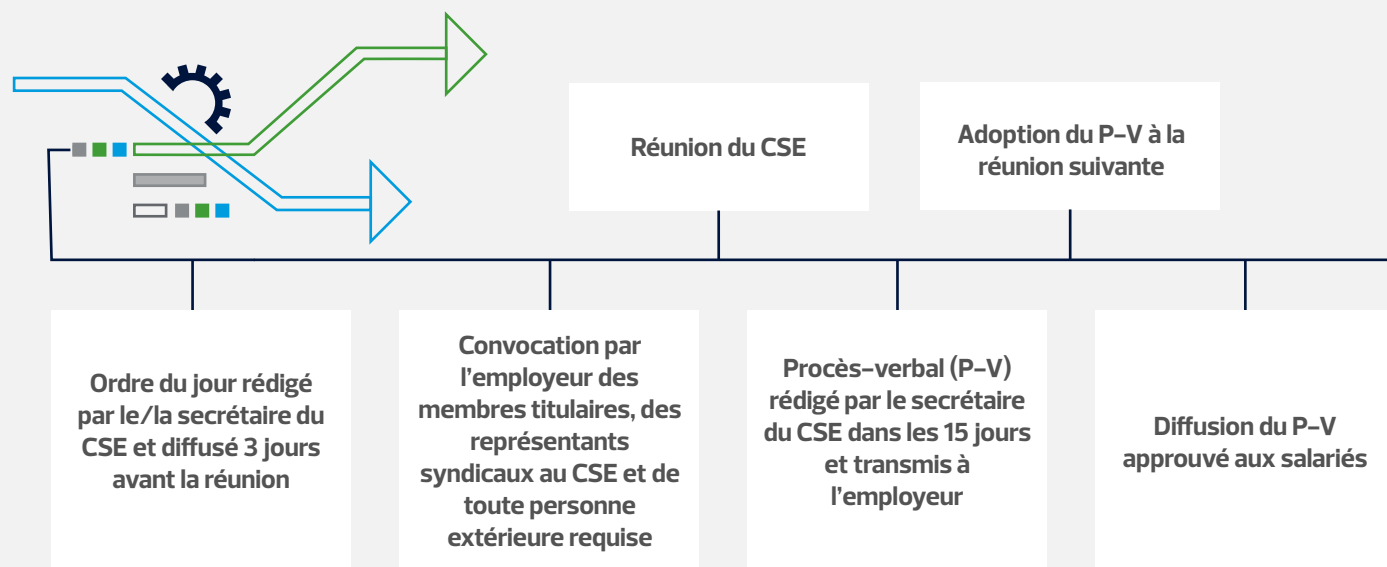 Ordre du jour rédigé
par le/la secrétaire du
CSE et diffusé 3 jours
avant la réunion
Convocation par
l’employeur des
membres titulaires, des
représentants
syndicaux au CSE et de
toute personne
extérieure requise
Réunion du CSE
Procès-verbal (P-V)
rédigé par le secrétaire
du CSE dans les 15 jours
et transmis à
l’employeur
Adoption du P-V à la
réunion suivante
Diffusion du P-V
approuvé aux salariés